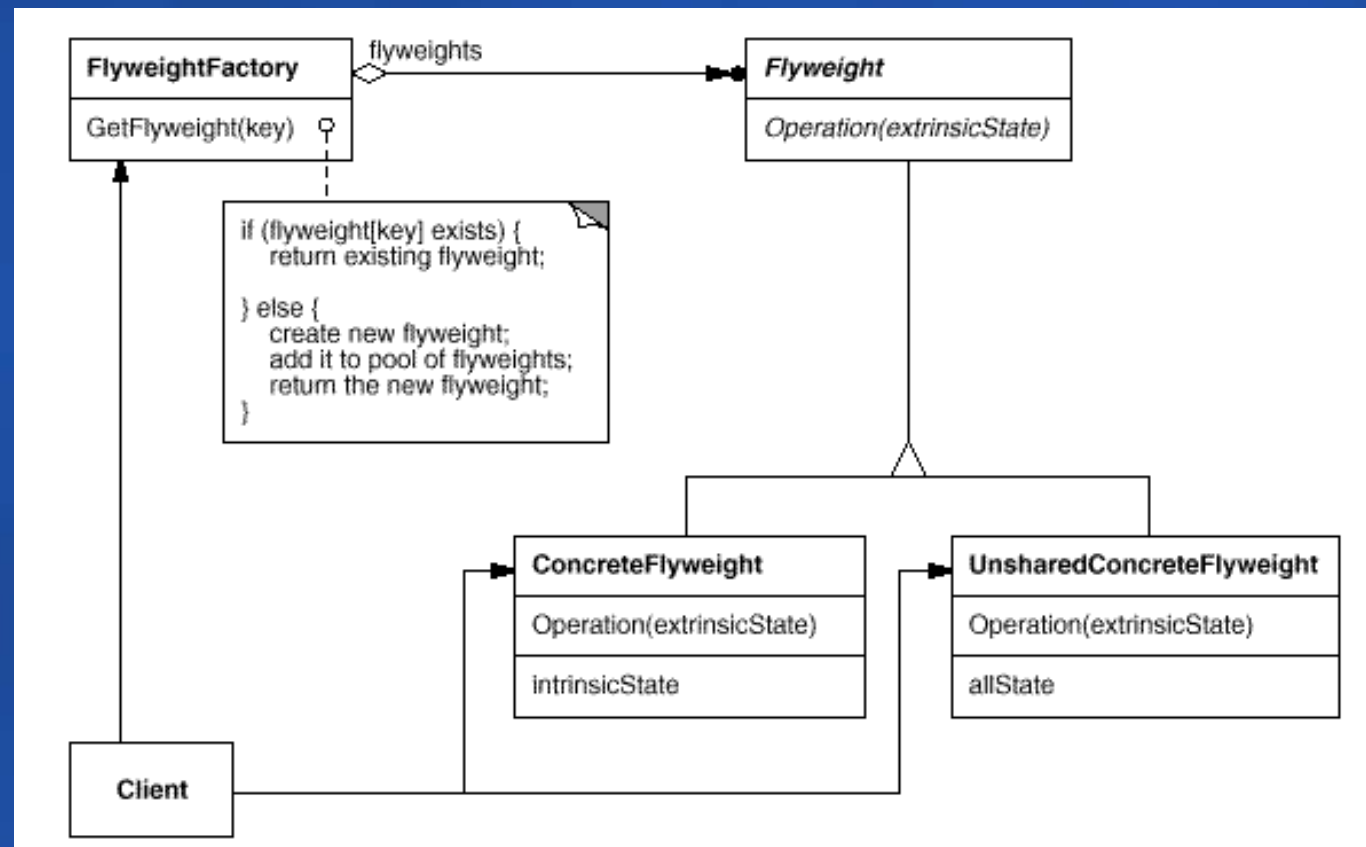 FlyweightFactory
flyweights
Flyweight
GetFlyweight(key)
Operation(extrinsicState)
if (flyweight[key] exists) {
return existing flyweight;
} else {
create new flyweight;
add it to pool of flyweights;
return the new flyweight;
}
ConcreteFlyweight
UnsharedConcreteFlyweight
Operation(extrinsicState)
Operation(extrinsicState)
intrinsicState
allState
Client